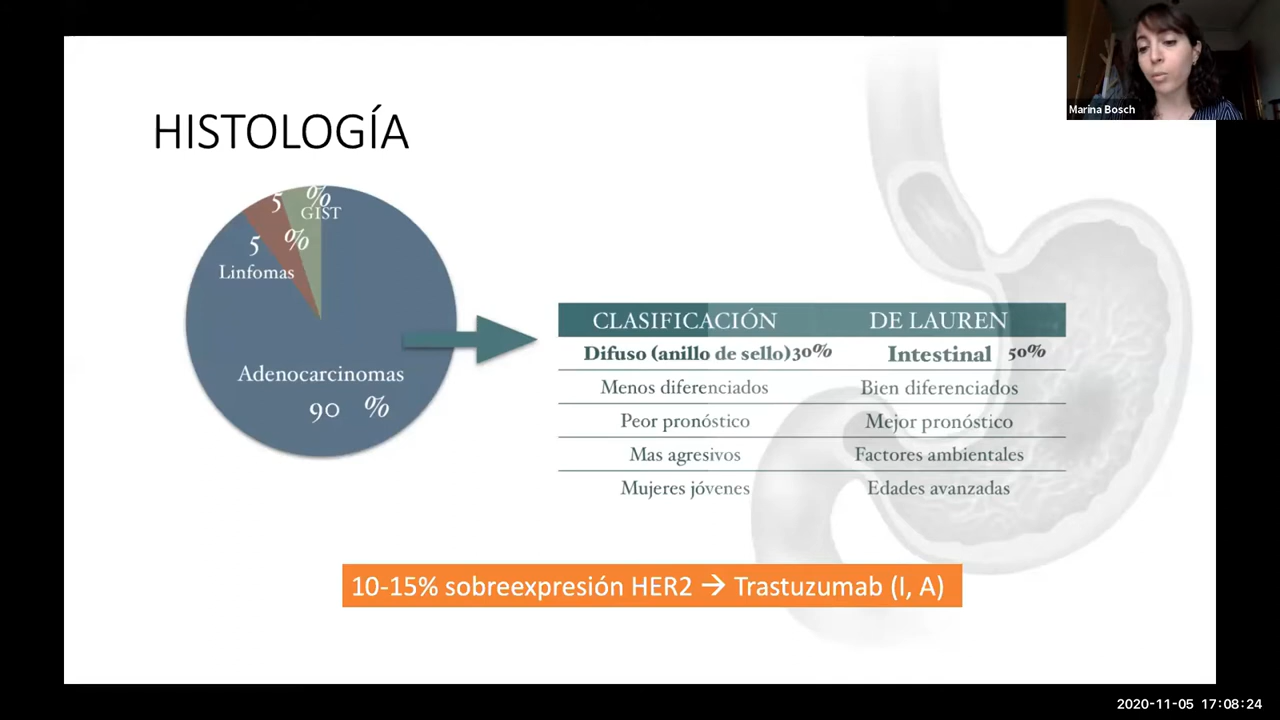 Marina Bosch
HISTOLOGÍA
5 %
GIST
5 %
Linfomas
Adenocarcinomas
90 %
CLASIFICACIÓN DE LAUREN
Difuso (anillo de sello) 30% Intestinal 50%
Menos diferenciados Bien diferenciados
Peor pronóstico Mejor pronóstico
Mas agresivos Factores ambientales
Mujeres jóvenes Edades avanzadas
10-15% sobreexpresión HER2 → Trastuzumab (I, A)
2020-11-05 17:08:24